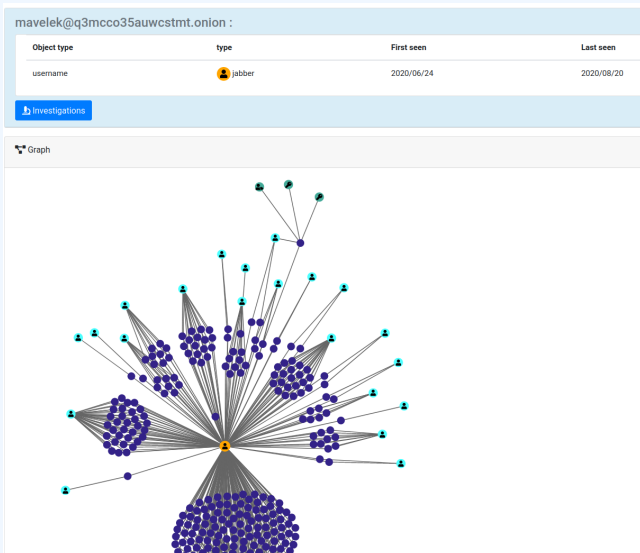 mavelek@q3mcco35auwcstmt.onion :
Object type type First seen Last seen
username jabber 2020/06/24 2020/08/20
Investigations
Graph